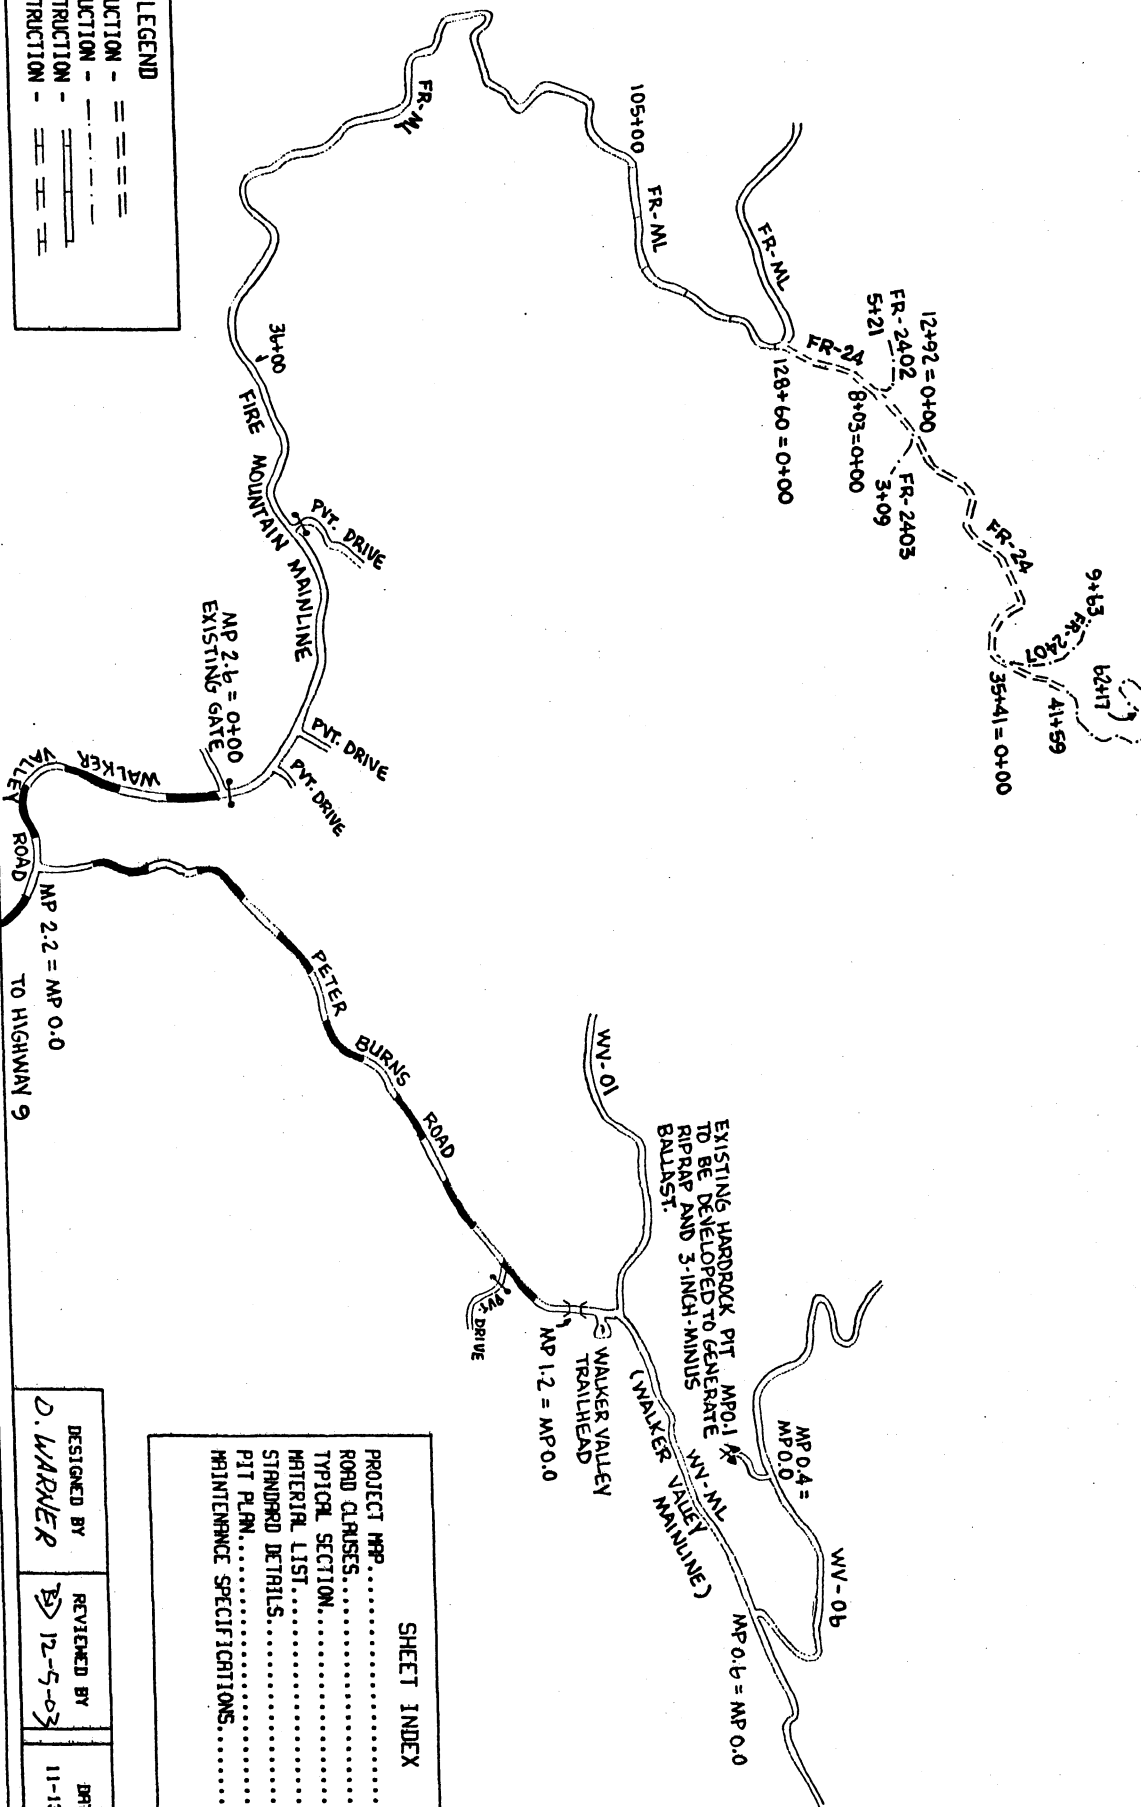 LEGEND
UCTION - = = = =
UCTION - — · — · —
TRUCTION -
TRUCTION -
FR-ML
105+00
FR-ML
FR-ML
36+00
FIRE MOUNTAIN MAINLINE
PVT. DRIVE
128+60 = 0+00
FR-24
FR-2402
5+21
12+92 = 0+00
8+03 = 0+00
FR-2403
3+09
FR-24
9+63
FR-2407
62+17
41+59
35+41 = 0+00
MP 2.6 = 0+00
EXISTING GATE
PVT. DRIVE
PVT. DRIVE
WALKER
VALLEY
ROAD
MP 2.2 = MP 0.0
TO HIGHWAY 9
PETER BURNS ROAD
WV-01
EXISTING HARDROCK PIT
TO BE DEVELOPED TO GENERATE
RIPRAP AND 3-INCH-MINUS
BALLAST.
MP0.1
MP 0.4 =
MP0.0
WV-06
PVT. DRIVE
MP 1.2 = MP0.0
WALKER VALLEY
TRAILHEAD
WV-ML
(WALKER VALLEY
MAINLINE)
MP 0.6 = MP 0.0
SHEET INDEX
PROJECT MAP
ROAD CLAUSES
TYPICAL SECTION
MATERIAL LIST
STANDARD DETAILS
PIT PLAN
MAINTENANCE SPECIFICATIONS
DESIGNED BY
D. WARNER
REVIEWED BY
12-5-03